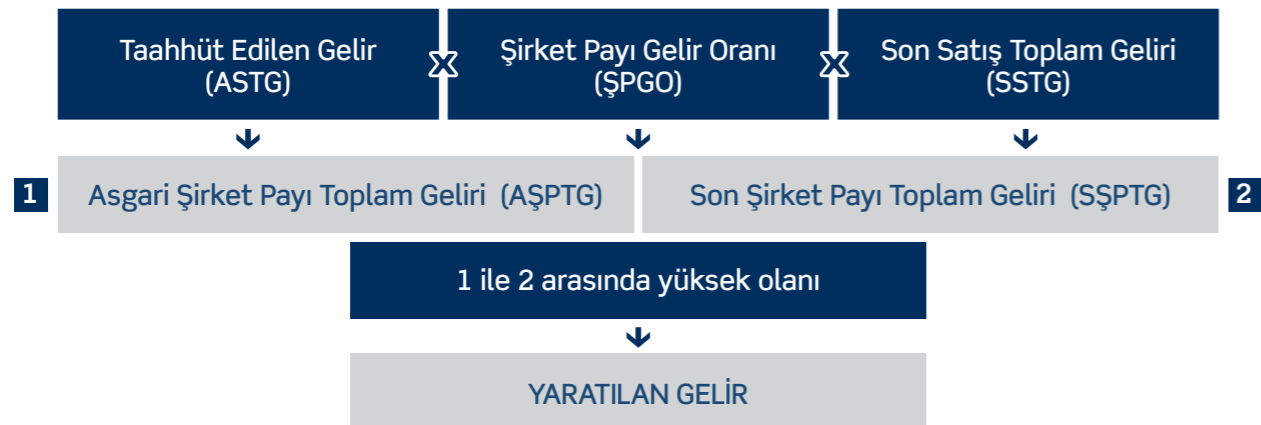 Taahhüt Edilen Gelir
(ASTG)
Şirket Payı Gelir Oranı
(ŞPGO)
Son Satış Toplam Geliri
(SSTG)
1
Asgari Şirket Payı Toplam Geliri (AŞPTG)
Son Şirket Payı Toplam Geliri (SŞPTG)
2
1 ile 2 arasında yüksek olanı
YARATILAN GELİR